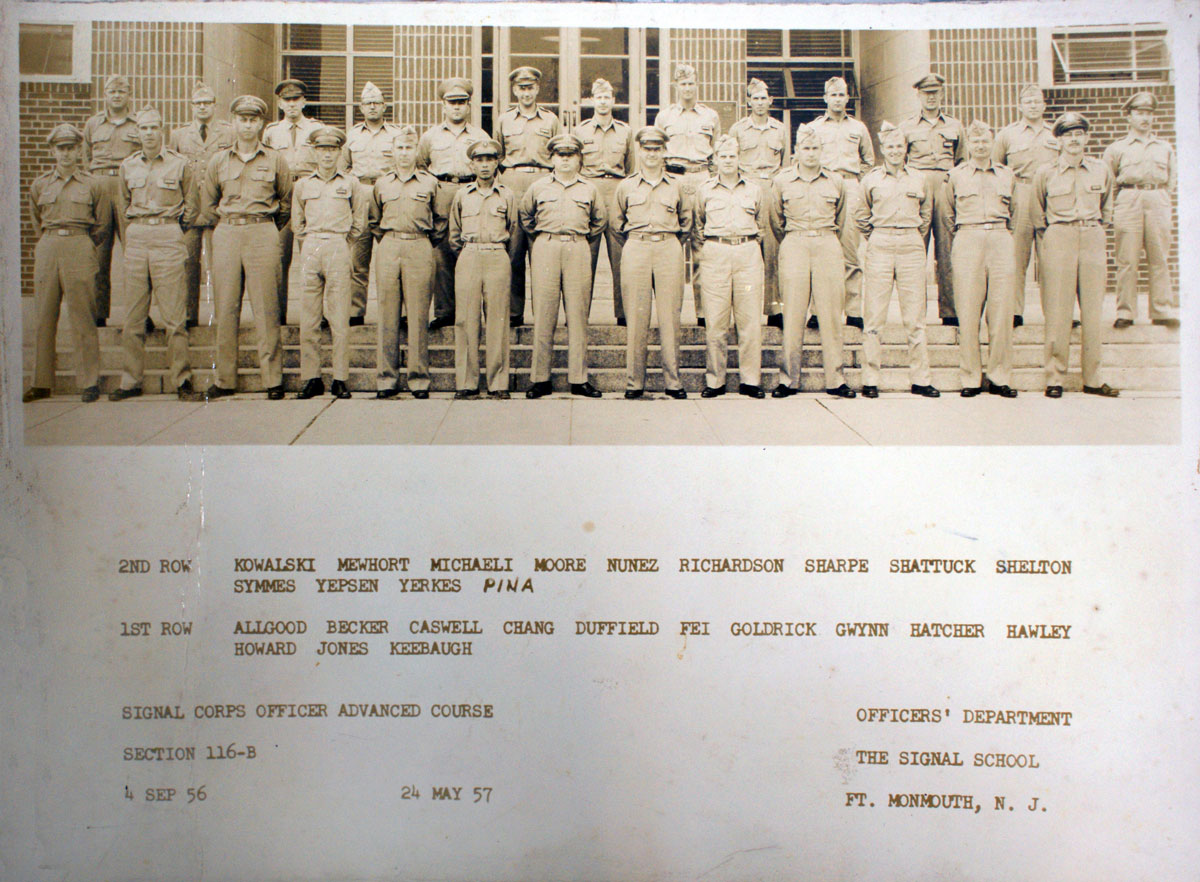 2ND ROW KOWALSKI MEWHORT MICHAELI MOORE NUNEZ RICHARDSON SHARPE SHATTUCK SHELTON
SYMMES YEPSEN YERKES PINA
1ST ROW ALLGOOD BECKER CASWELL CHANG DUFFIELD FEI GOLDRICK GWYNN HATCHER HAWLEY
HOWARD JONES KEEBAUGH
SIGNAL CORPS OFFICER ADVANCED COURSE
SECTION 116-B
4 SEP 56 24 MAY 57
OFFICERS' DEPARTMENT
THE SIGNAL SCHOOL
FT. MONMOUTH, N. J.